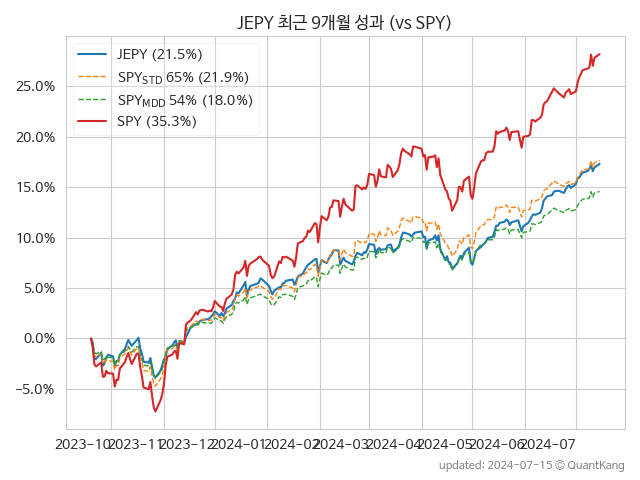 JEPY 최근 9개월 성과 (vs SPY)
JEPY (21.5%)
SPY_STD 65% (21.9%)
SPY_MDD 54% (18.0%)
SPY (35.3%)
25.0%
20.0%
15.0%
10.0%
5.0%
0.0%
−5.0%
2023-10 2023-11 2023-12 2024-01 2024-02 2024-03 2024-04 2024-05 2024-06 2024-07
updated: 2024-07-15 © QuantKang